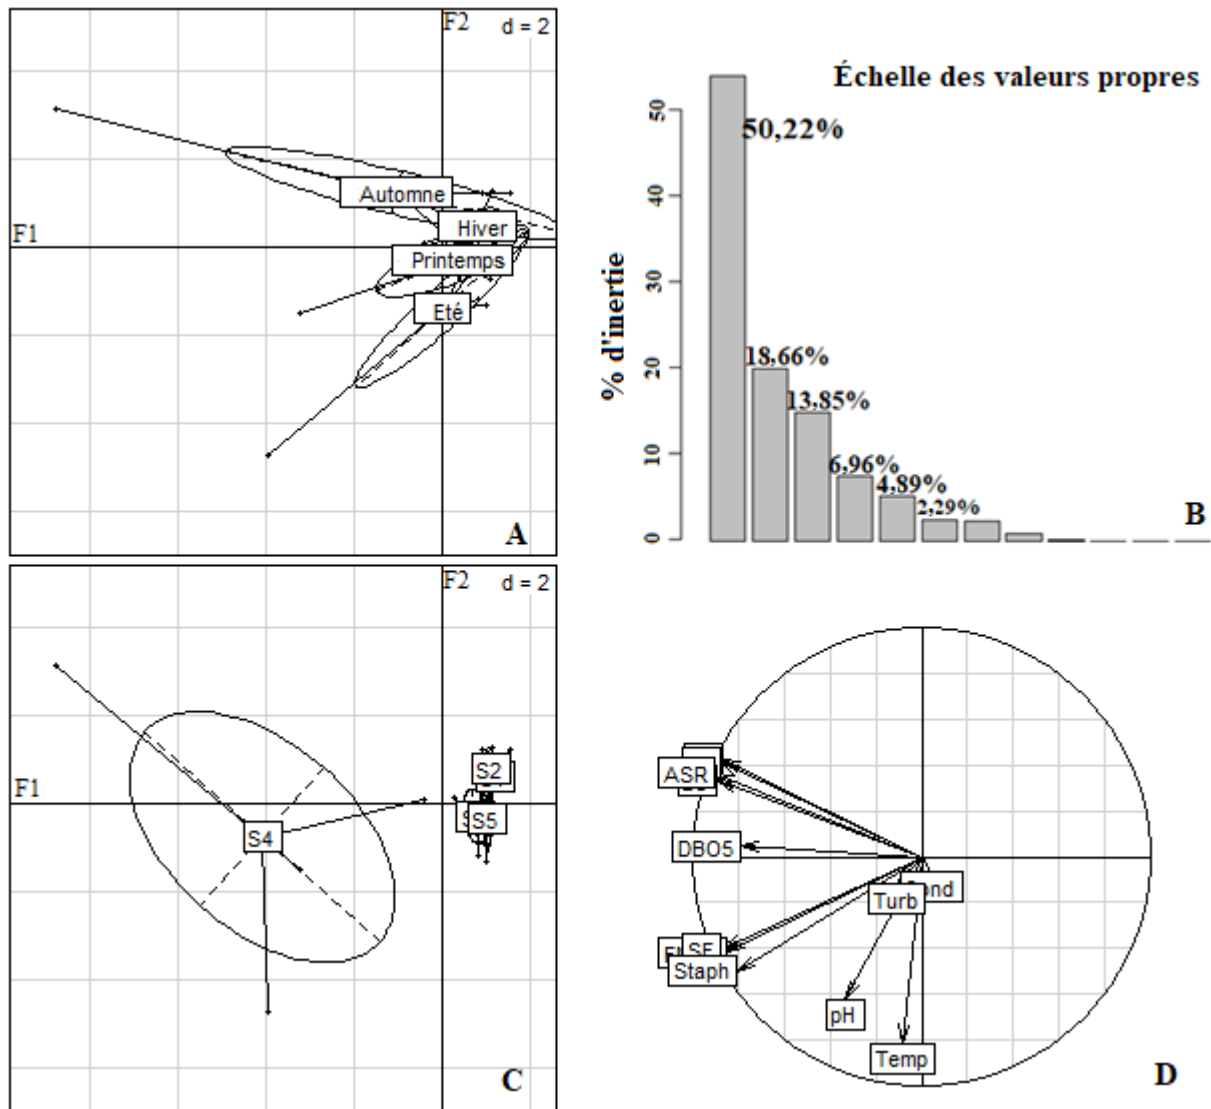 F2 d = 2
Automne
Hiver
F1
Printemps
Eté
A
Échelle des valeurs propres
% d'inertie
50
40
30
20
10
0
50,22%
18,66%
13,85%
6,96%
4,89%
2,29%
B
F2 d = 2
F1
S2
S5
S4
C
ASR
DBO5
Turb
SF
Staph
pH
Temp
D